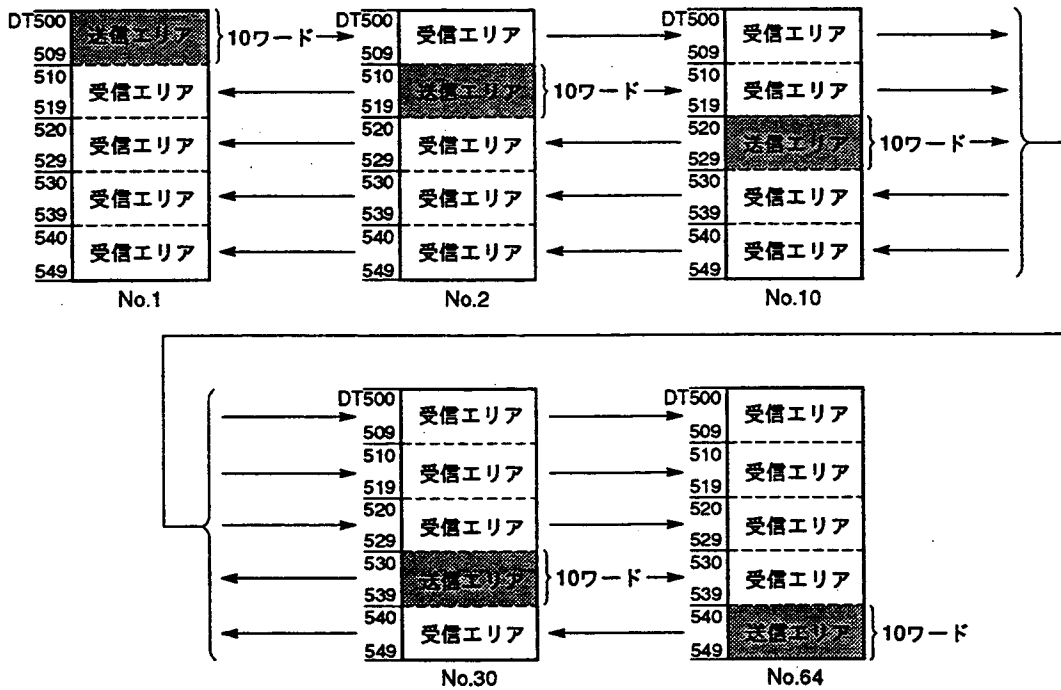 DT500 送信エリア 509 10ワード
510 受信エリア 519
520 受信エリア 529
530 受信エリア 539
540 受信エリア 549
No.1
DT500 受信エリア 509
510 送信エリア 519 10ワード
520 受信エリア 529
530 受信エリア 539
540 受信エリア 549
No.2
DT500 受信エリア 509
510 受信エリア 519
520 送信エリア 529 10ワード
530 受信エリア 539
540 受信エリア 549
No.10
DT500 受信エリア 509
510 受信エリア 519
520 受信エリア 529
530 送信エリア 539 10ワード
540 受信エリア 549
No.30
DT500 受信エリア 509
510 受信エリア 519
520 受信エリア 529
530 受信エリア 539
540 送信エリア 549 10ワード
No.64